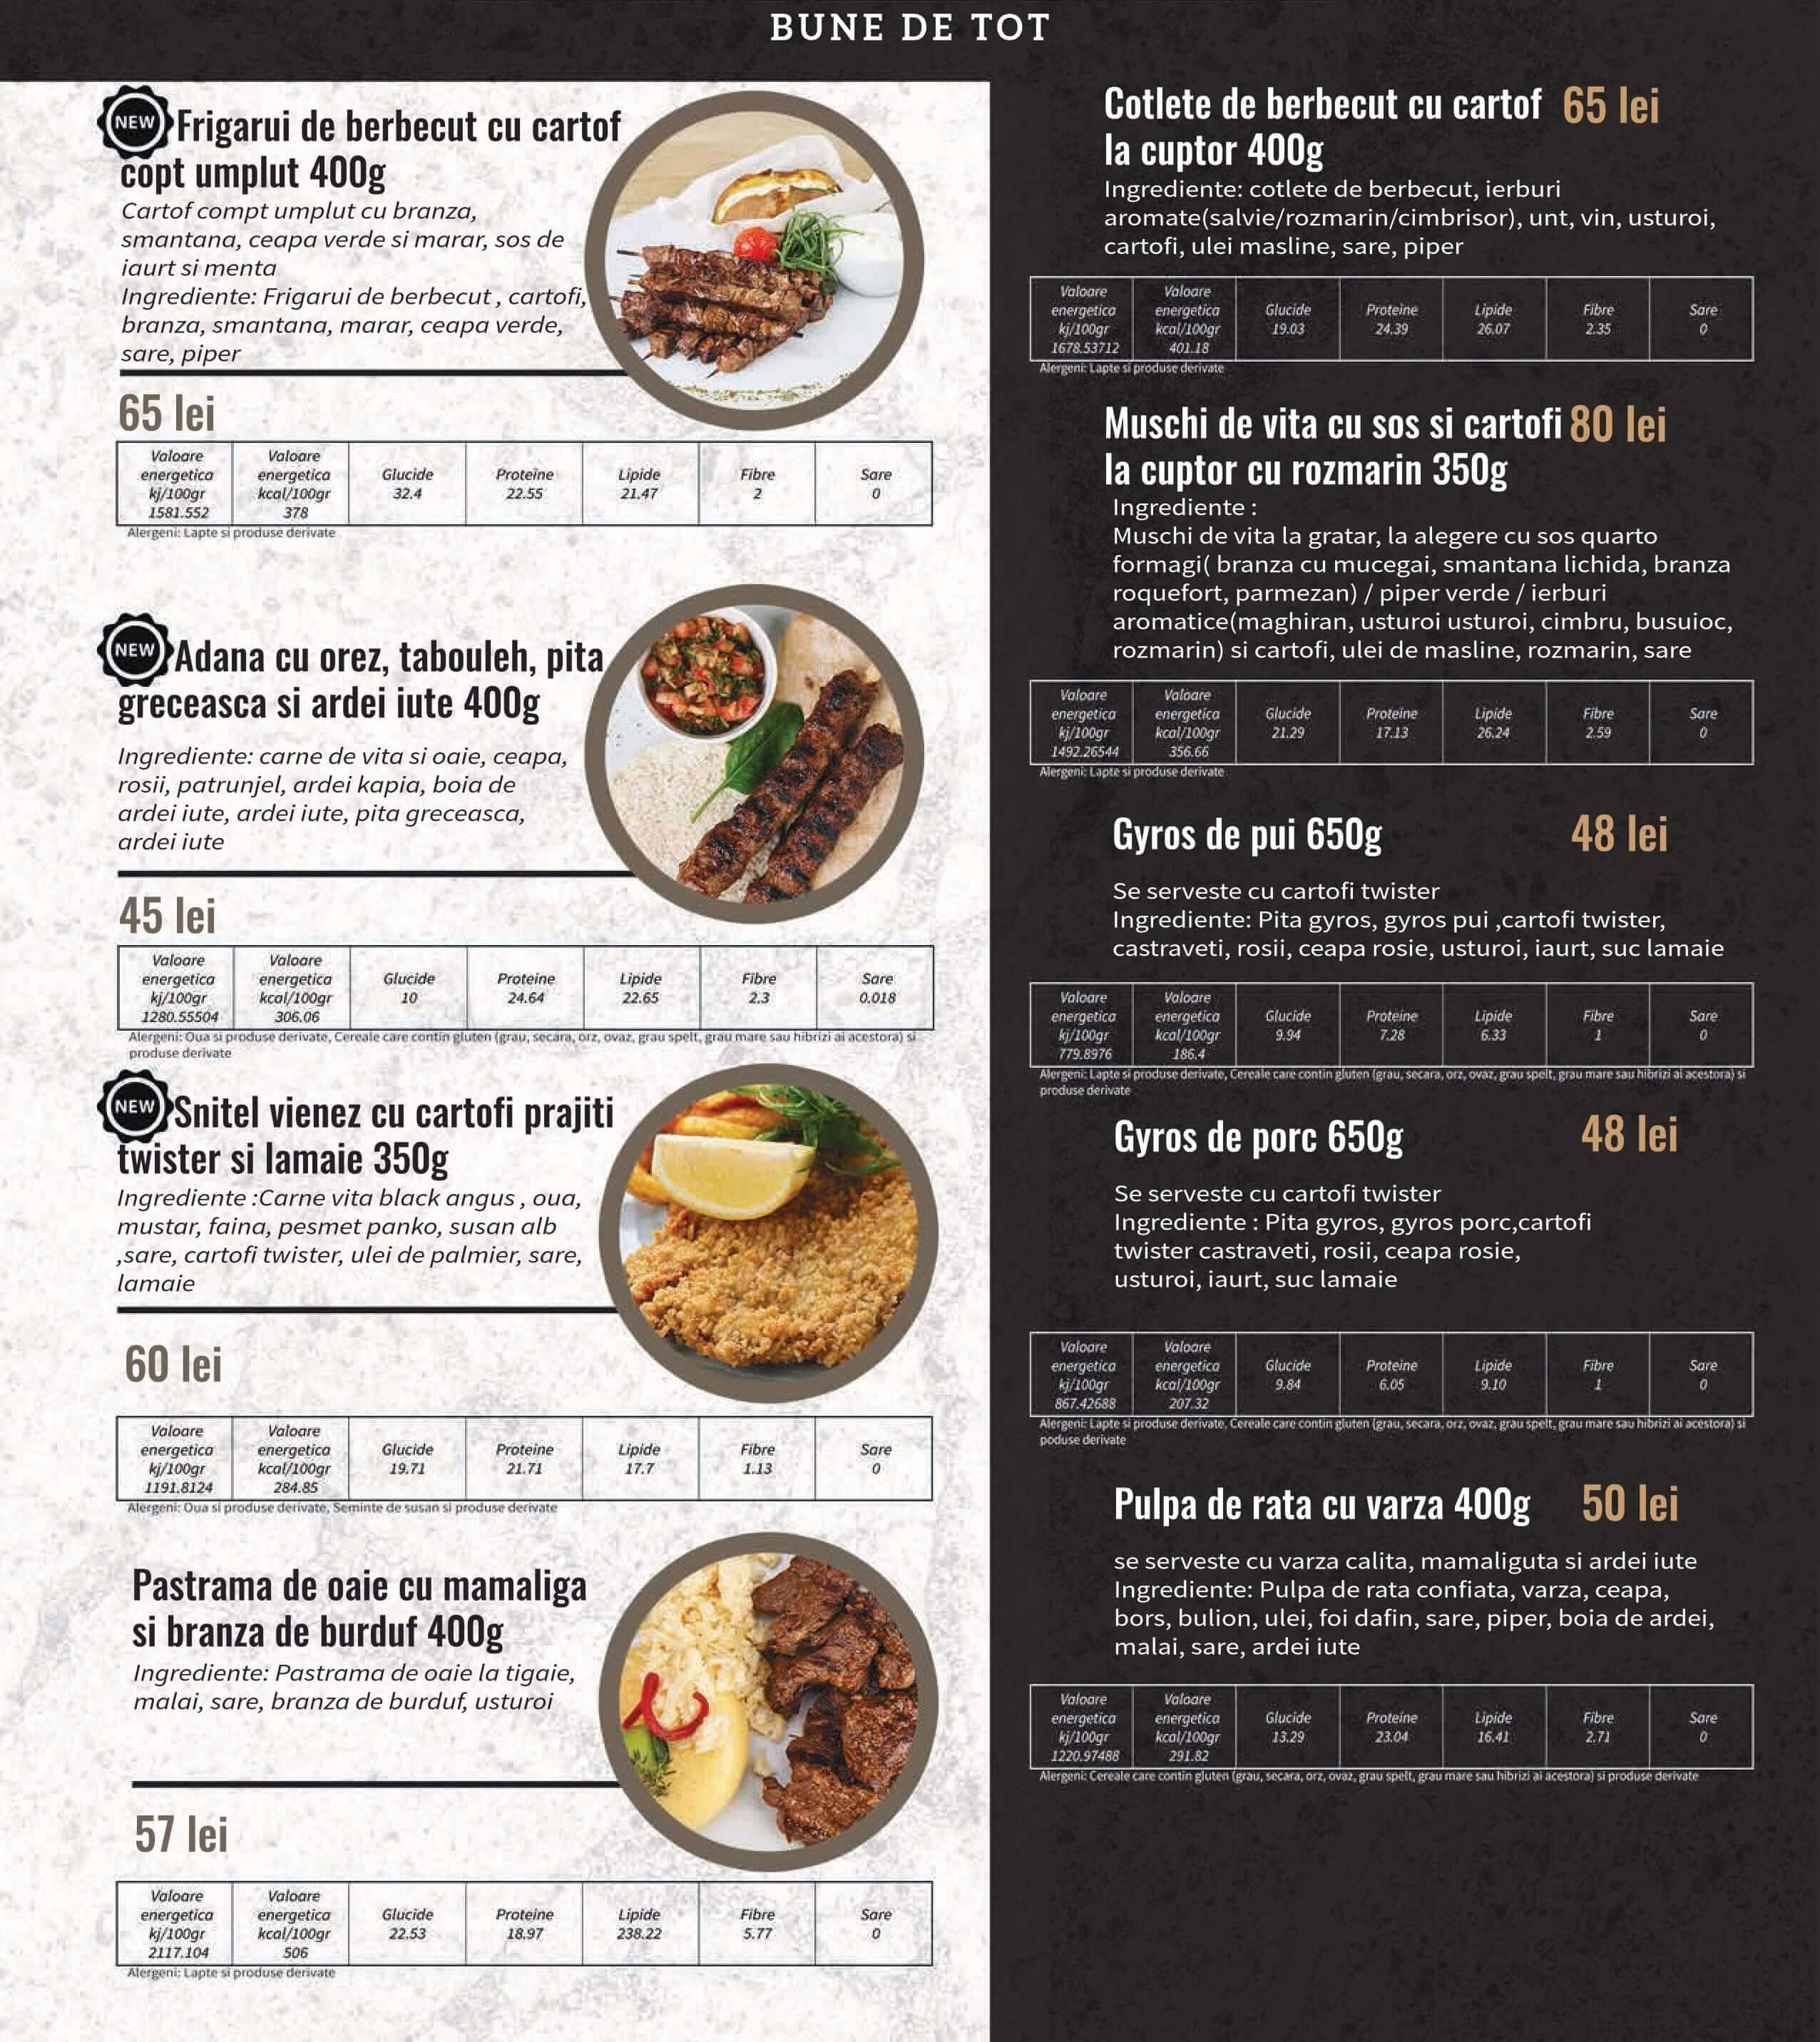 BUNE DE TOT
NEW
Frigarui de berbecut cu cartof
copt umplut 400g
Cartof compt umplut cu branza,
smantana, ceapa verde si marar, sos de
iaurt si menta
Ingrediente: Frigarui de berbecut , cartofi,
branza, smantana, marar, ceapa verde,
sare, piper
65 lei
Valoare energetica kj/100gr 1581.552
Valoare energetica kcal/100gr 378
Glucide 32.4
Proteine 22.55
Lipide 21.47
Fibre 2
Sare 0
Alergeni: Lapte si produse derivate
NEW
Adana cu orez, tabouleh, pita
greceasca si ardei iute 400g
Ingrediente: carne de vita si oaie, ceapa,
rosii, patrunjel, ardei kapia, boia de
ardei iute, ardei iute, pita greceasca,
ardei iute
45 lei
Valoare energetica kj/100gr 1280.55504
Valoare energetica kcal/100gr 306.06
Glucide 10
Proteine 24.64
Lipide 22.65
Fibre 2.3
Sare 0.018
Alergeni: Oua si produse derivate, Cereale care contin gluten (grau, secara, orz, ovaz, grau spelt, grau mare sau hibrizi ai acestora) si
produse derivate
NEW
Snitel vienez cu cartofi prajiti
twister si lamaie 350g
Ingrediente :Carne vita black angus , oua,
mustar, faina, pesmet panko, susan alb
,sare, cartofi twister, ulei de palmier, sare,
lamaie
60 lei
Valoare energetica kj/100gr 1191.8124
Valoare energetica kcal/100gr 284.85
Glucide 19.71
Proteine 21.71
Lipide 17.7
Fibre 1.13
Sare 0
Alergeni: Oua si produse derivate, Seminte de susan si produse derivate
Pastrama de oaie cu mamaliga
si branza de burduf 400g
Ingrediente: Pastrama de oaie la tigaie,
malai, sare, branza de burduf, usturoi
57 lei
Valoare energetica kj/100gr 2117.104
Valoare energetica kcal/100gr 506
Glucide 22.53
Proteine 18.97
Lipide 238.22
Fibre 5.77
Sare 0
Alergeni: Lapte si produse derivate
Cotlete de berbecut cu cartof 65 lei
la cuptor 400g
Ingrediente: cotlete de berbecut, ierburi
aromate(salvie/rozmarin/cimbrisor), unt, vin, usturoi,
cartofi, ulei masline, sare, piper
Valoare energetica kj/100gr 1678.53712
Valoare energetica kcal/100gr 401.18
Glucide 19.03
Proteine 24.39
Lipide 26.07
Fibre 2.35
Sare 0
Alergeni: Lapte si produse derivate
Muschi de vita cu sos si cartofi 80 lei
la cuptor cu rozmarin 350g
Ingrediente :
Muschi de vita la gratar, la alegere cu sos quarto
formagi( branza cu mucegai, smantana lichida, branza
roquefort, parmezan) / piper verde / ierburi
aromatice(maghiran, usturoi usturoi, cimbru, busuioc,
rozmarin) si cartofi, ulei de masline, rozmarin, sare
Valoare energetica kj/100gr 1492.26544
Valoare energetica kcal/100gr 356.66
Glucide 21.29
Proteine 17.13
Lipide 26.24
Fibre 2.59
Sare 0
Alergeni: Lapte si produse derivate
Gyros de pui 650g 48 lei
Se serveste cu cartofi twister
Ingrediente: Pita gyros, gyros pui ,cartofi twister,
castraveti, rosii, ceapa rosie, usturoi, iaurt, suc lamaie
Valoare energetica kj/100gr 779.8976
Valoare energetica kcal/100gr 186.4
Glucide 9.94
Proteine 7.28
Lipide 6.33
Fibre 1
Sare 0
Alergeni: Lapte si produse derivate, Cereale care contin gluten (grau, secara, orz, ovaz, grau spelt, grau mare sau hibrizi ai acestora) si
produse derivate
Gyros de porc 650g 48 lei
Se serveste cu cartofi twister
Ingrediente : Pita gyros, gyros porc,cartofi
twister castraveti, rosii, ceapa rosie,
usturoi, iaurt, suc lamaie
Valoare energetica kj/100gr 867.42688
Valoare energetica kcal/100gr 207.32
Glucide 9.84
Proteine 6.05
Lipide 9.10
Fibre 1
Sare 0
Alergeni: Lapte si produse derivate, Cereale care contin gluten (grau, secara, orz, ovaz, grau spelt, grau mare sau hibrizi ai acestora) si
poduse derivate
Pulpa de rata cu varza 400g 50 lei
se serveste cu varza calita, mamaliguta si ardei iute
Ingrediente: Pulpa de rata confiata, varza, ceapa,
bors, bulion, ulei, foi dafin, sare, piper, boia de ardei,
malai, sare, ardei iute
Valoare energetica kj/100gr 1220.97488
Valoare energetica kcal/100gr 291.82
Glucide 13.29
Proteine 23.04
Lipide 16.41
Fibre 2.71
Sare 0
Alergeni: Cereale care contin gluten (grau, secara, orz, ovaz, grau spelt, grau mare sau hibrizi ai acestora) si produse derivate